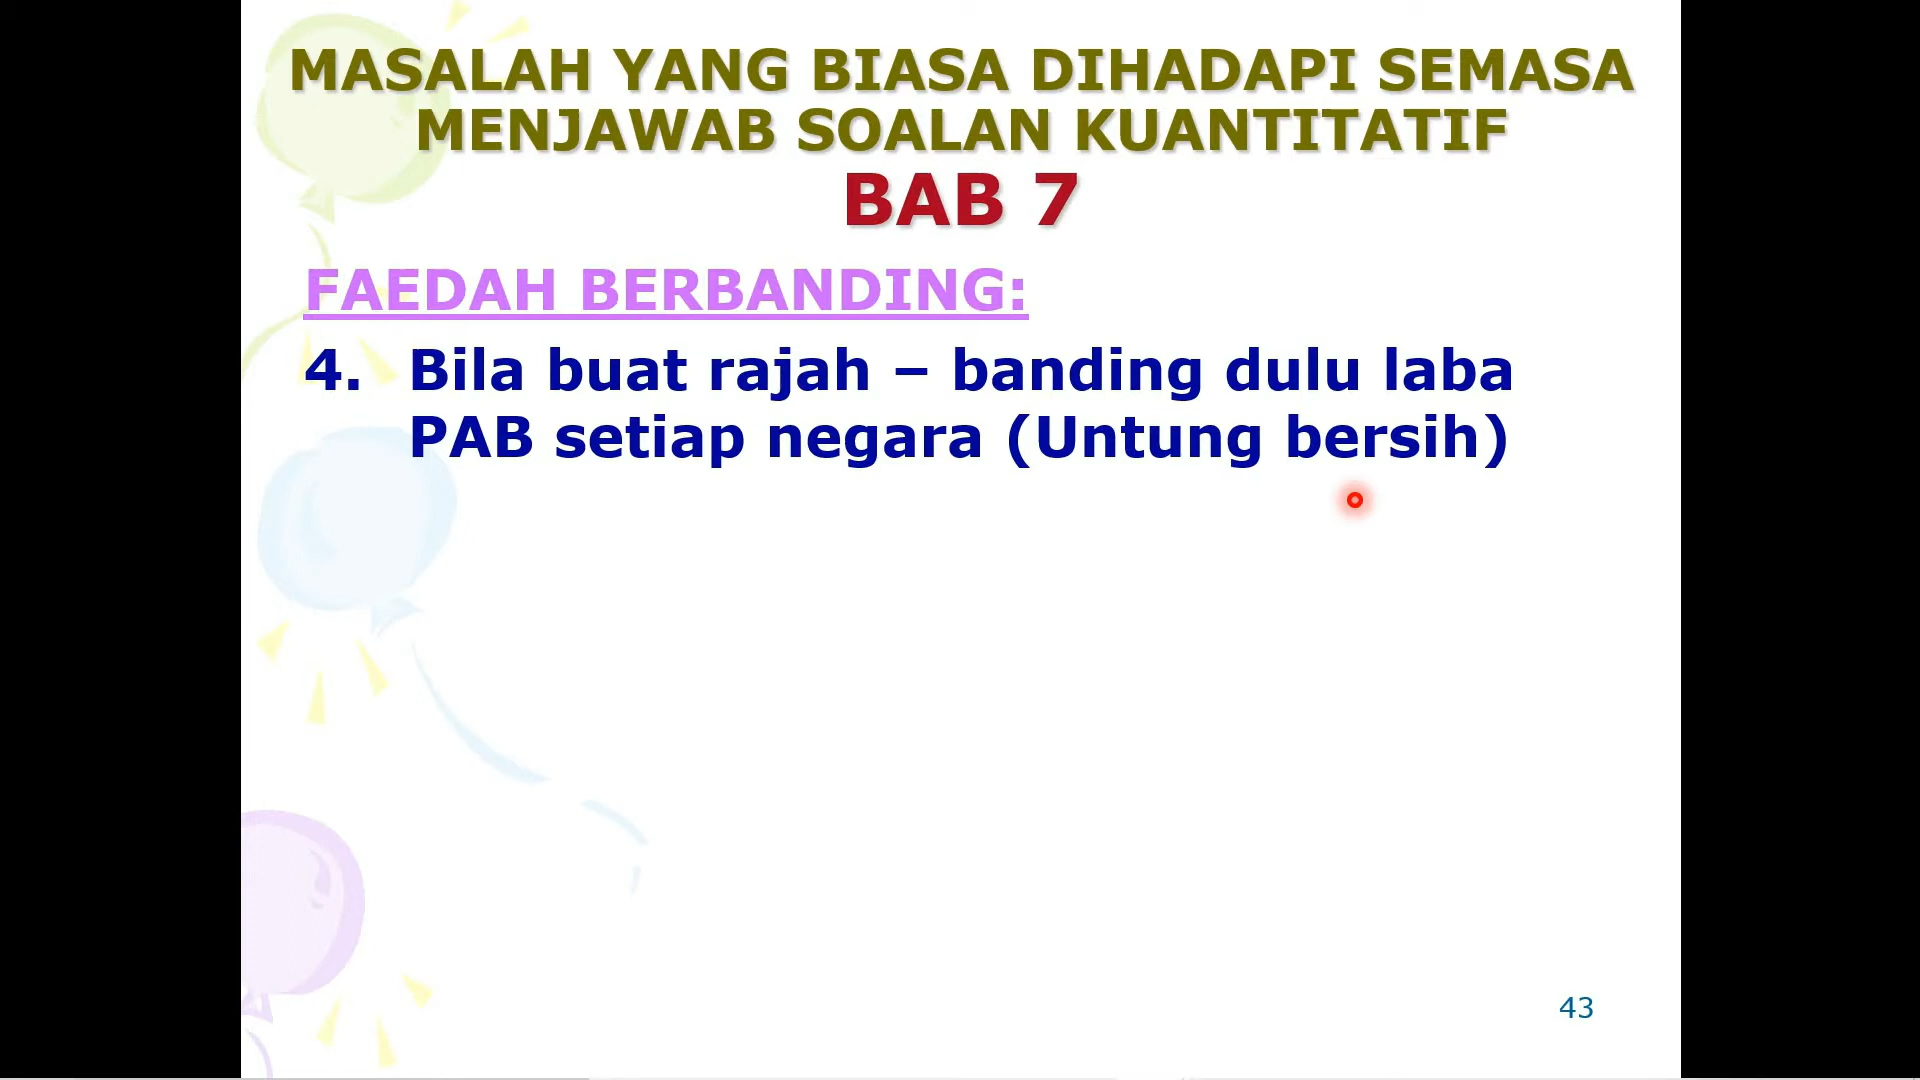 MASALAH YANG BIASA DIHADAPI SEMASA
MENJAWAB SOALAN KUANTITATIF
BAB 7
FAEDAH BERBANDING:
4. Bila buat rajah – banding dulu laba
PAB setiap negara (Untung bersih)
43